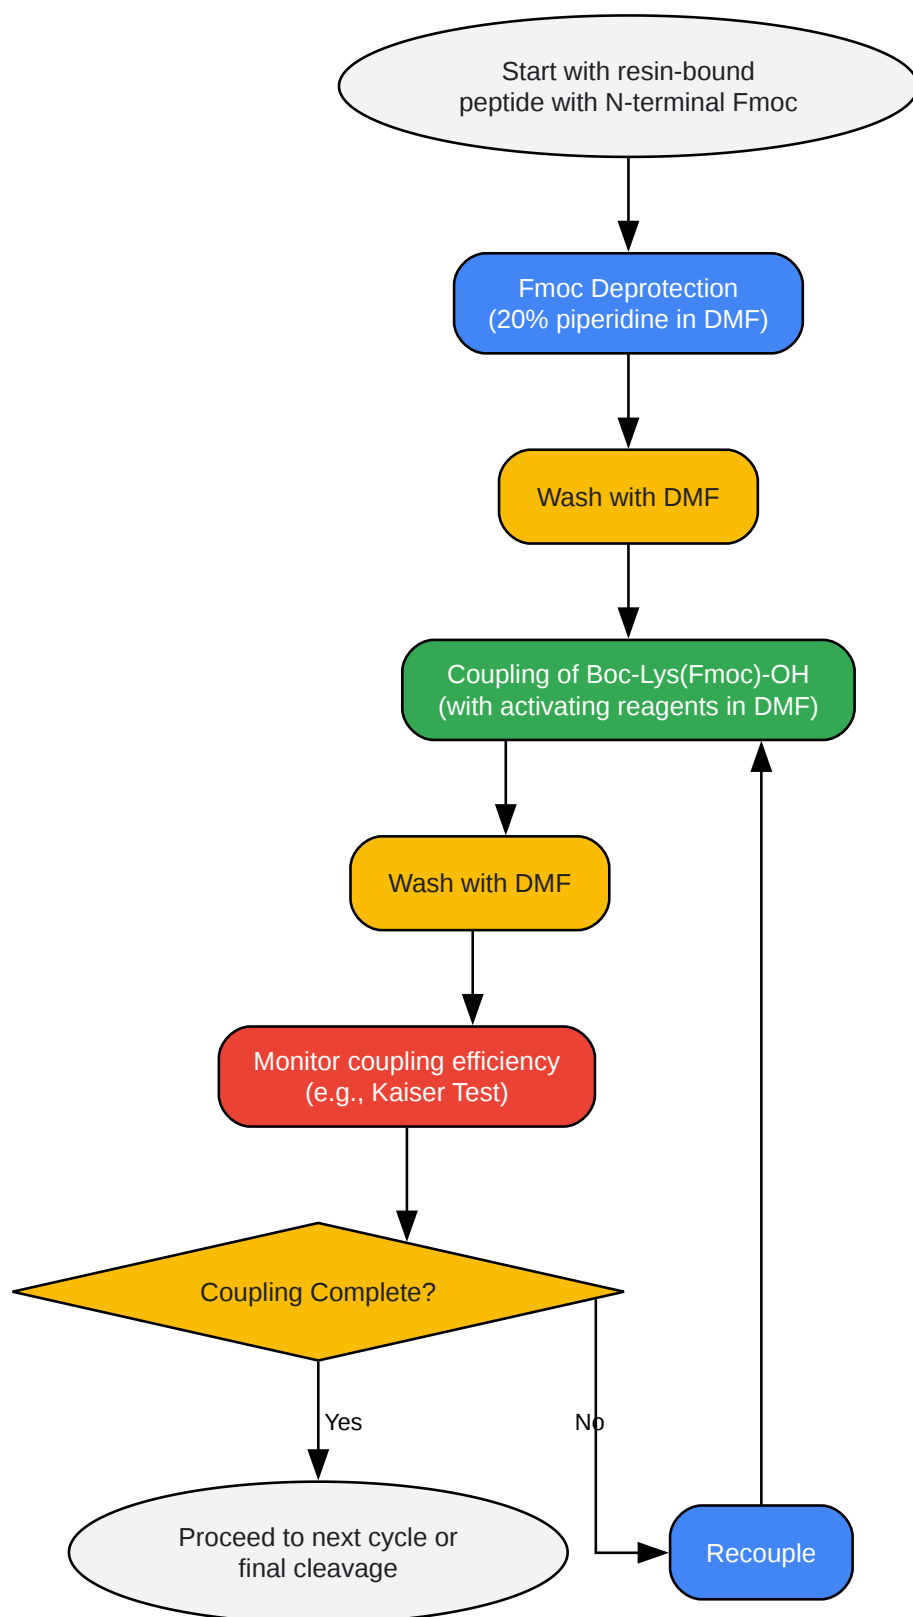 Start with resin-bound
peptide with N-terminal Fmoc
Fmoc Deprotection
(20% piperidine in DMF)
Wash with DMF
Coupling of Boc-Lys(Fmoc)-OH
(with activating reagents in DMF)
Wash with DMF
Monitor coupling efficiency
(e.g., Kaiser Test)
Coupling Complete?
Yes
No
Proceed to next cycle or
final cleavage
Recouple